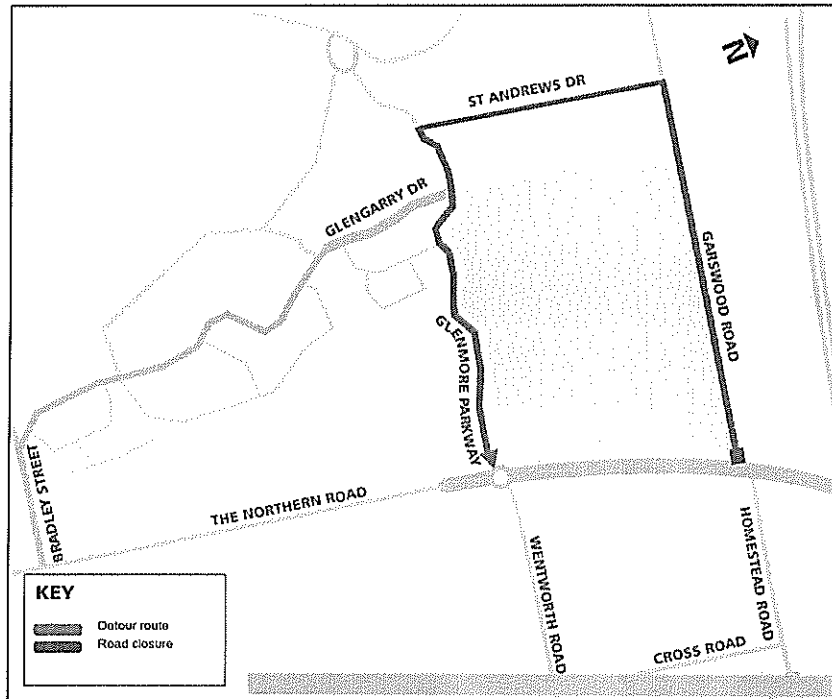 N
ST ANDREWS DR
GLENGARRY DR
GARSWOOD ROAD
GLENMORE PARKWAY
BRADLEY STREET
THE NORTHERN ROAD
WENTWORTH ROAD
HOMESTEAD ROAD
CROSS ROAD
KEY
Detour route
Road closure